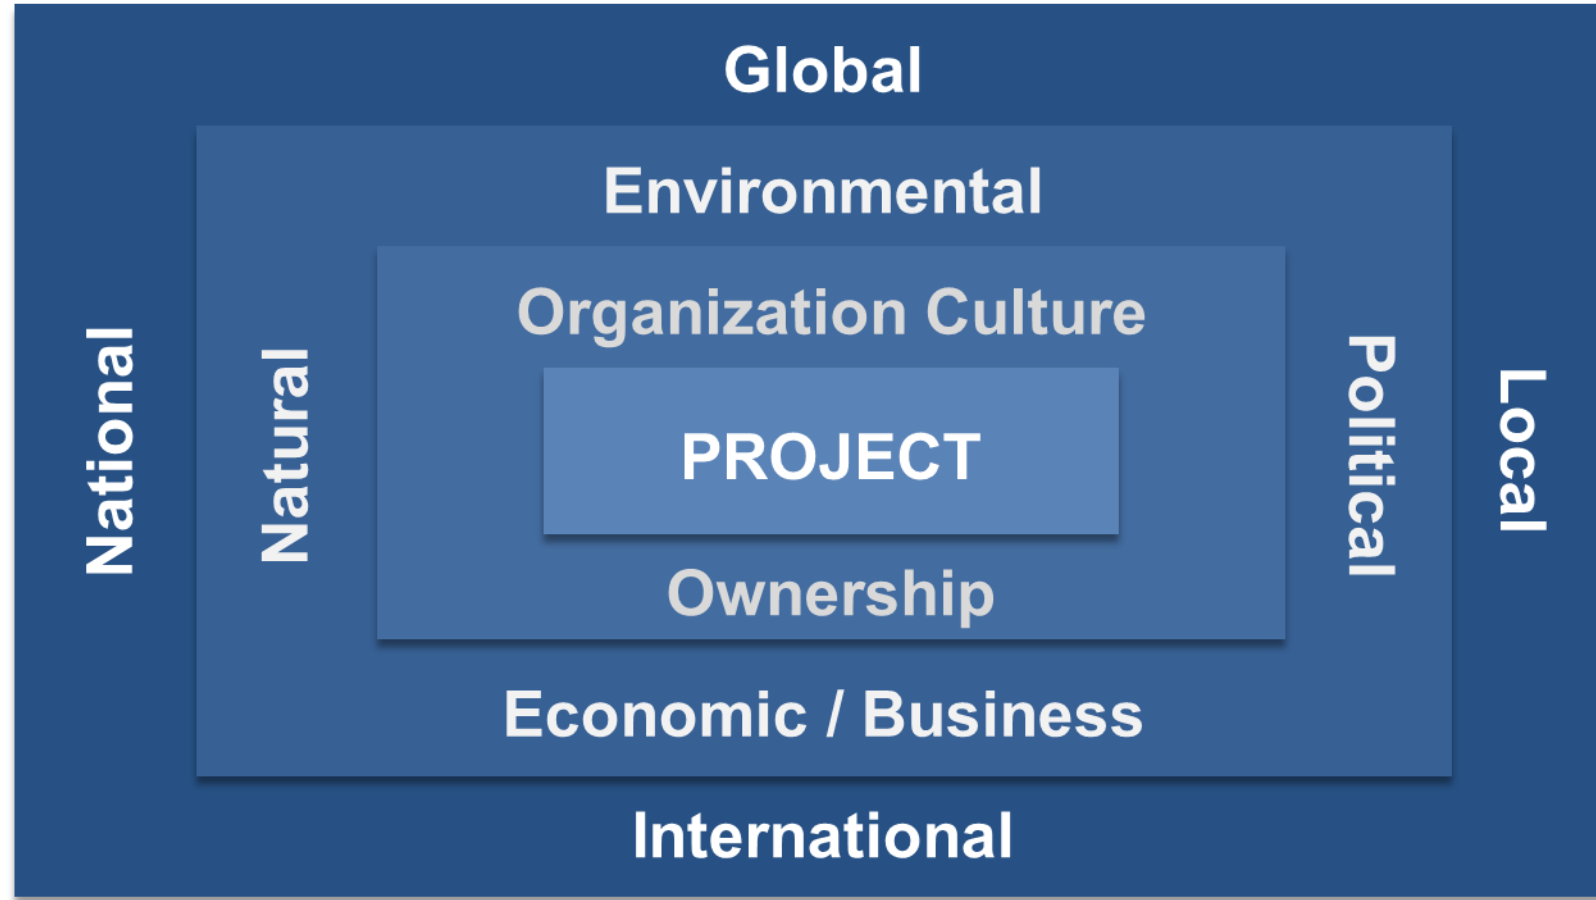 Global
Environmental
Organization Culture
National
Natural
PROJECT
Political
Local
Ownership
Economic / Business
International